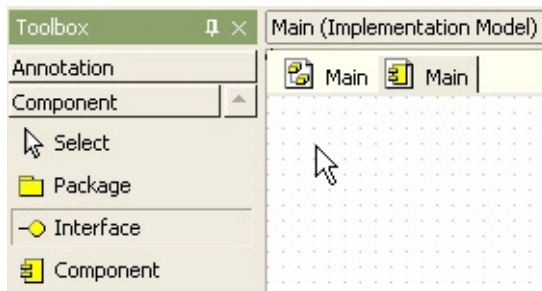 Toolbox
Main (Implementation Model)
Annotation
Main Main
Component
Select
Package
Interface
Component